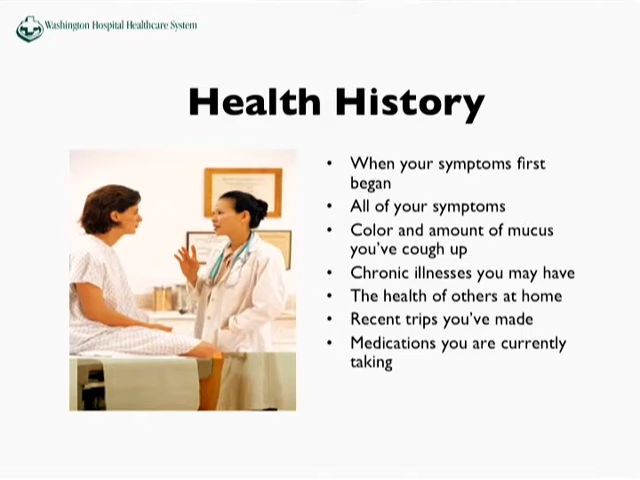 Washington Hospital Healthcare System
Health History
• When your symptoms first
began
• All of your symptoms
• Color and amount of mucus
you've cough up
• Chronic illnesses you may have
• The health of others at home
• Recent trips you've made
• Medications you are currently
taking